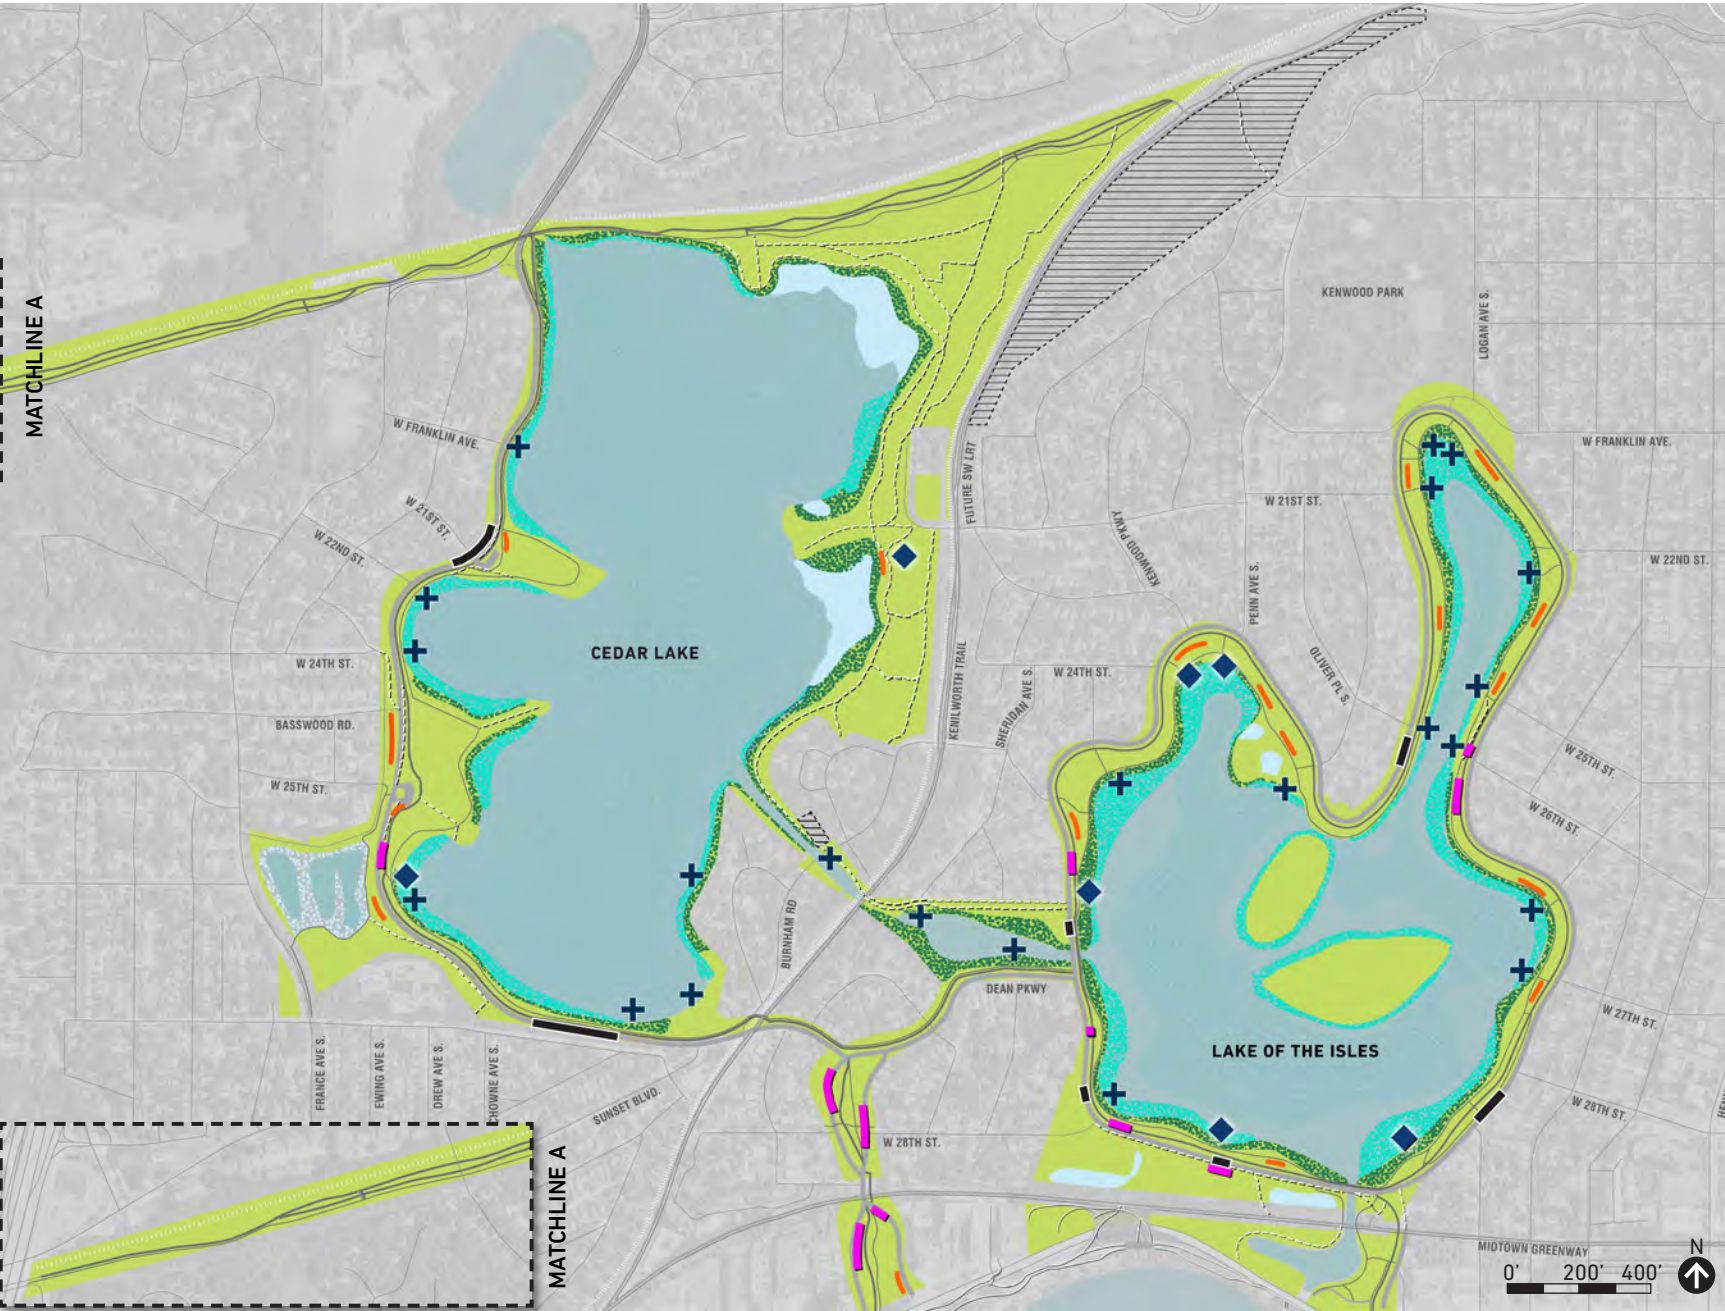 MATCHLINE A
KENWOOD PARK
LOGAN AVE S.
W FRANKLIN AVE.
W FRANKLIN AVE.
FUTURE SW LRT
W 21ST ST.
W 21ST ST.
W 22ND ST.
KENWOOD PKWY
W 22ND ST.
PENN AVE S.
CEDAR LAKE
W 24TH ST.
KENILWORTH TRAIL
W 24TH ST.
OLIVER PL S.
SHERIDAN AVE S.
BASSWOOD RD.
W 25TH ST.
W 25TH ST.
W 26TH ST.
BURNHAM RD
DEAN PKWY
W 27TH ST.
LAKE OF THE ISLES
FRANCE AVE S.
EWING AVE S.
DREW AVE S.
CHOWNE AVE S.
SUNSET BLVD.
W 28TH ST.
W 28TH ST.
MATCHLINE A
MIDTOWN GREENWAY
N
0' 200' 400'